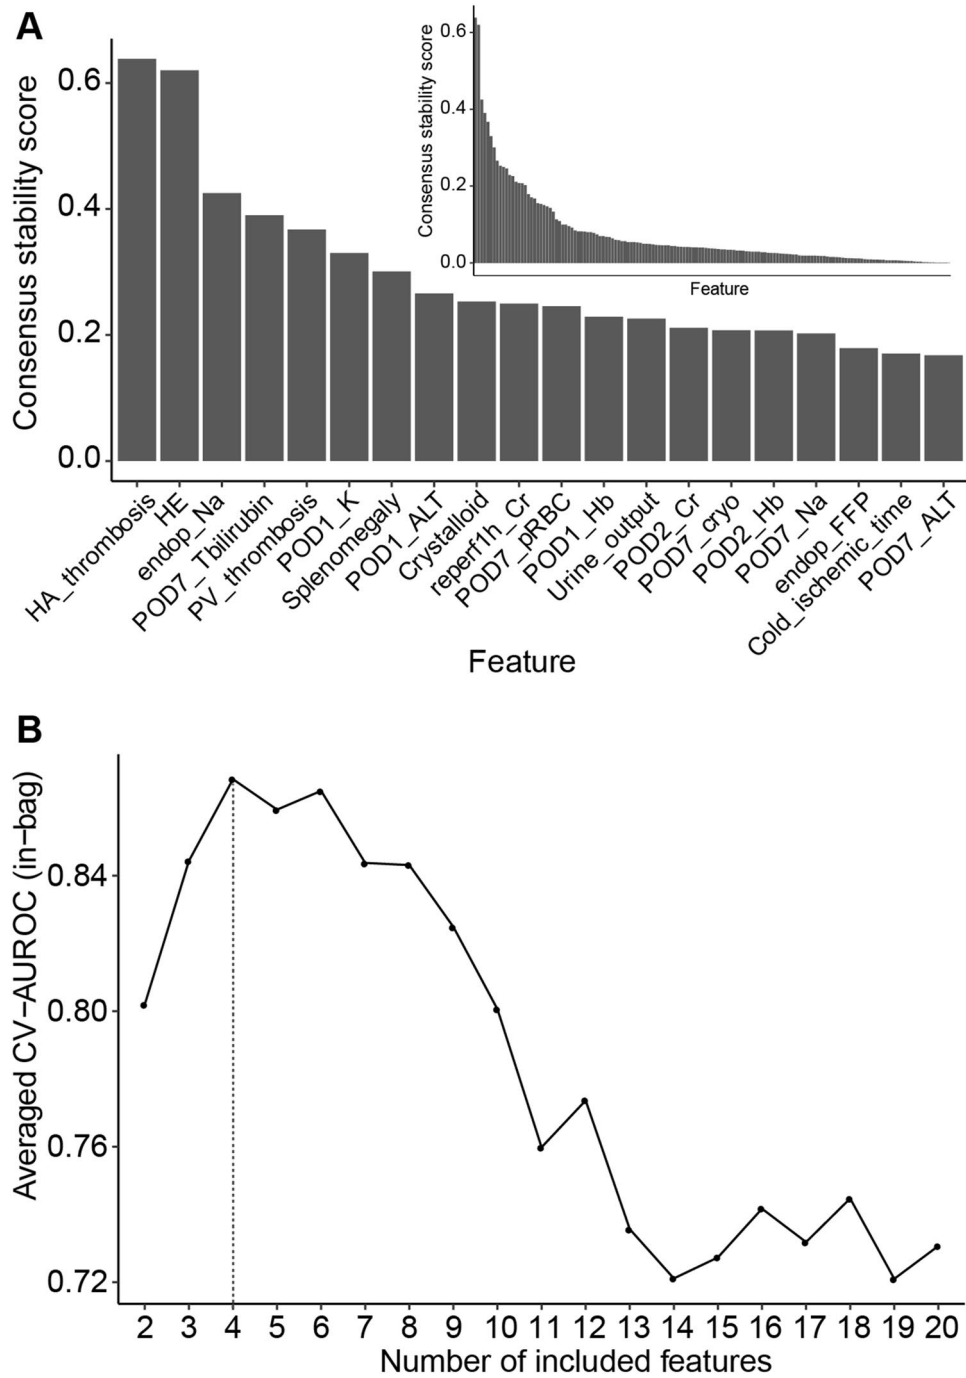 A
Consensus stability score
0.6
0.4
0.2
0.0
HA_thrombosis
HE
endop_Na
POD7_Tbilirubin
PV_thrombosis
POD1_K
Splenomegaly
POD1_ALT
Crystalloid
reperf1h_Cr
POD7_pRBC
POD1_Hb
Urine_output
POD2_Cr
POD7_cryo
POD2_Hb
POD7_Na
endop_FFP
Cold_ischemic_time
POD7_ALT
Feature
Consensus stability score
0.6
0.4
0.2
0.0
Feature
B
Averaged CV−AUROC (in−bag)
0.84
0.80
0.76
0.72
2 3 4 5 6 7 8 9 10 11 12 13 14 15 16 17 18 19 20
Number of included features